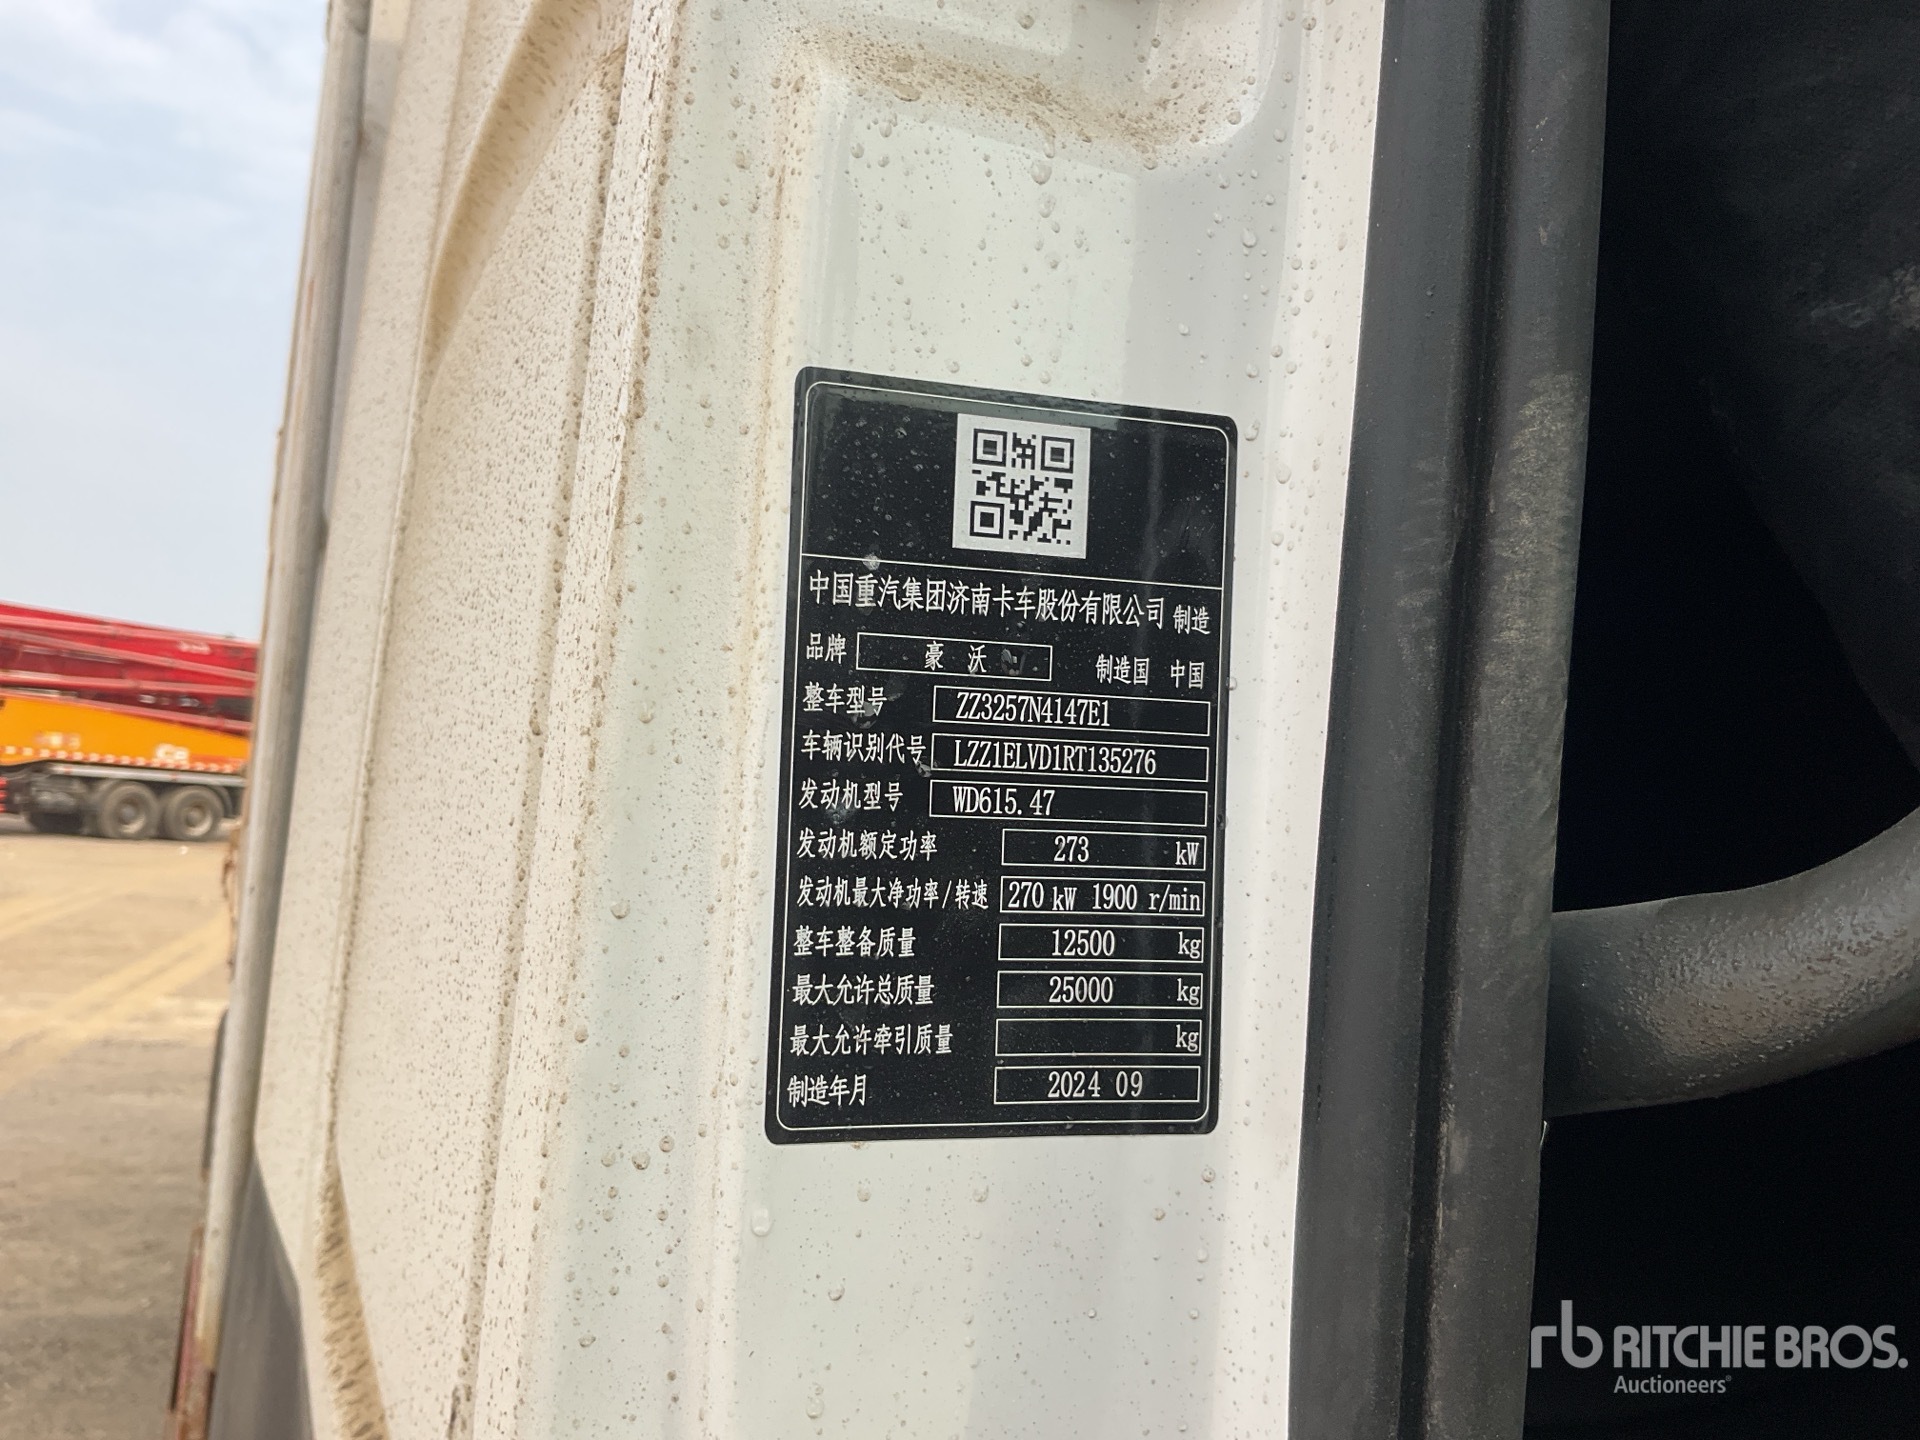 中国重汽集团济南卡车股份有限公司 制造
品牌 豪 沃 制造国 中国
整车型号 ZZ3257N4147E1
车辆识别代号 LZZ1ELVD1RT135276
发动机型号 WD615.47
发动机额定功率 273 kW
发动机最大净功率/转速 270 kW 1900 r/min
整车整备质量 12500 kg
最大允许总质量 25000 kg
最大允许牵引质量 kg
制造年月 2024 09
rb RITCHIE BROS.
Auctioneers®